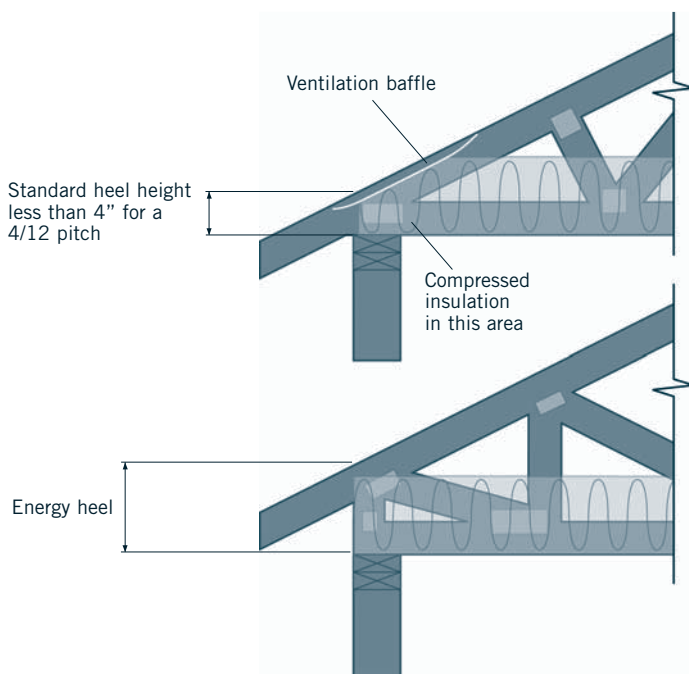 Ventilation baffle
Standard heel height
less than 4” for a
4/12 pitch
Compressed
insulation
in this area
Energy heel